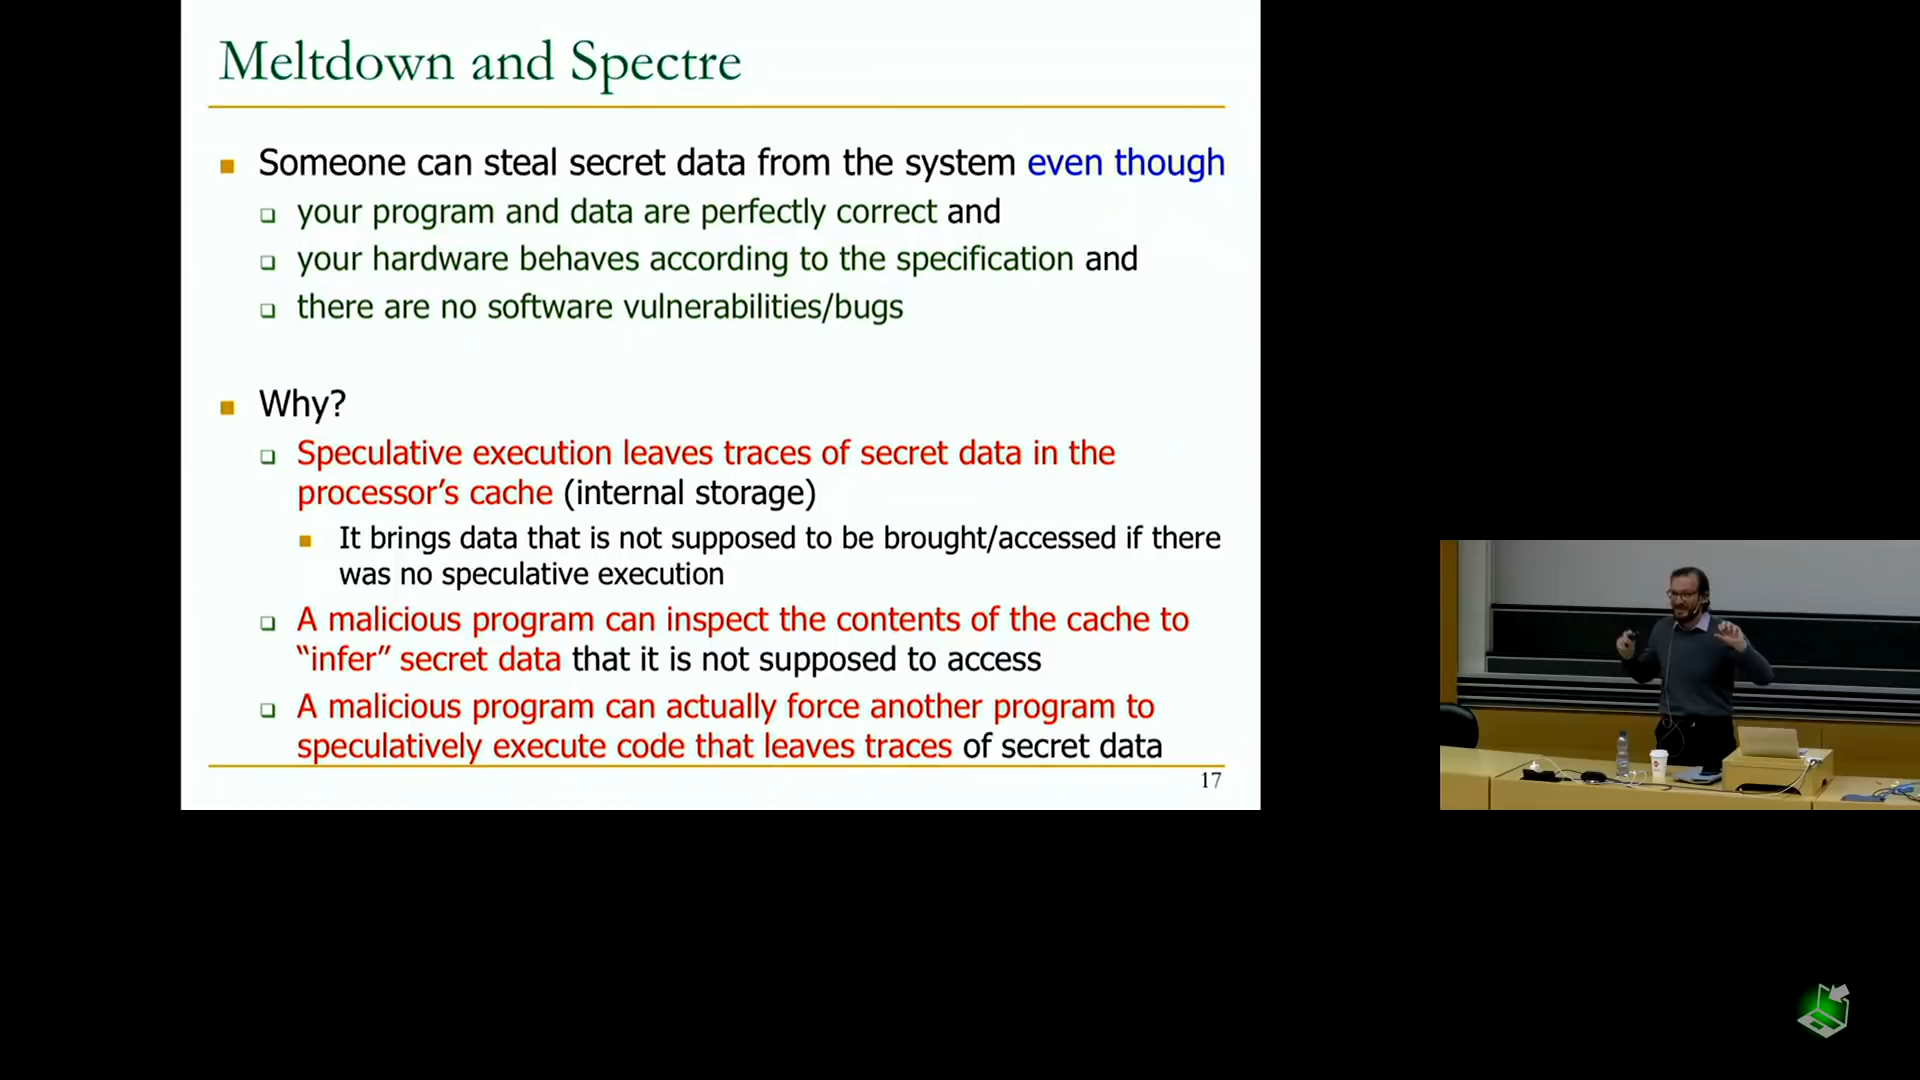 Meltdown and Spectre
Someone can steal secret data from the system even though
your program and data are perfectly correct and
your hardware behaves according to the specification and
there are no software vulnerabilities/bugs
Why?
Speculative execution leaves traces of secret data in the
processor’s cache (internal storage)
It brings data that is not supposed to be brought/accessed if there
was no speculative execution
A malicious program can inspect the contents of the cache to
“infer” secret data that it is not supposed to access
A malicious program can actually force another program to
speculatively execute code that leaves traces of secret data
17